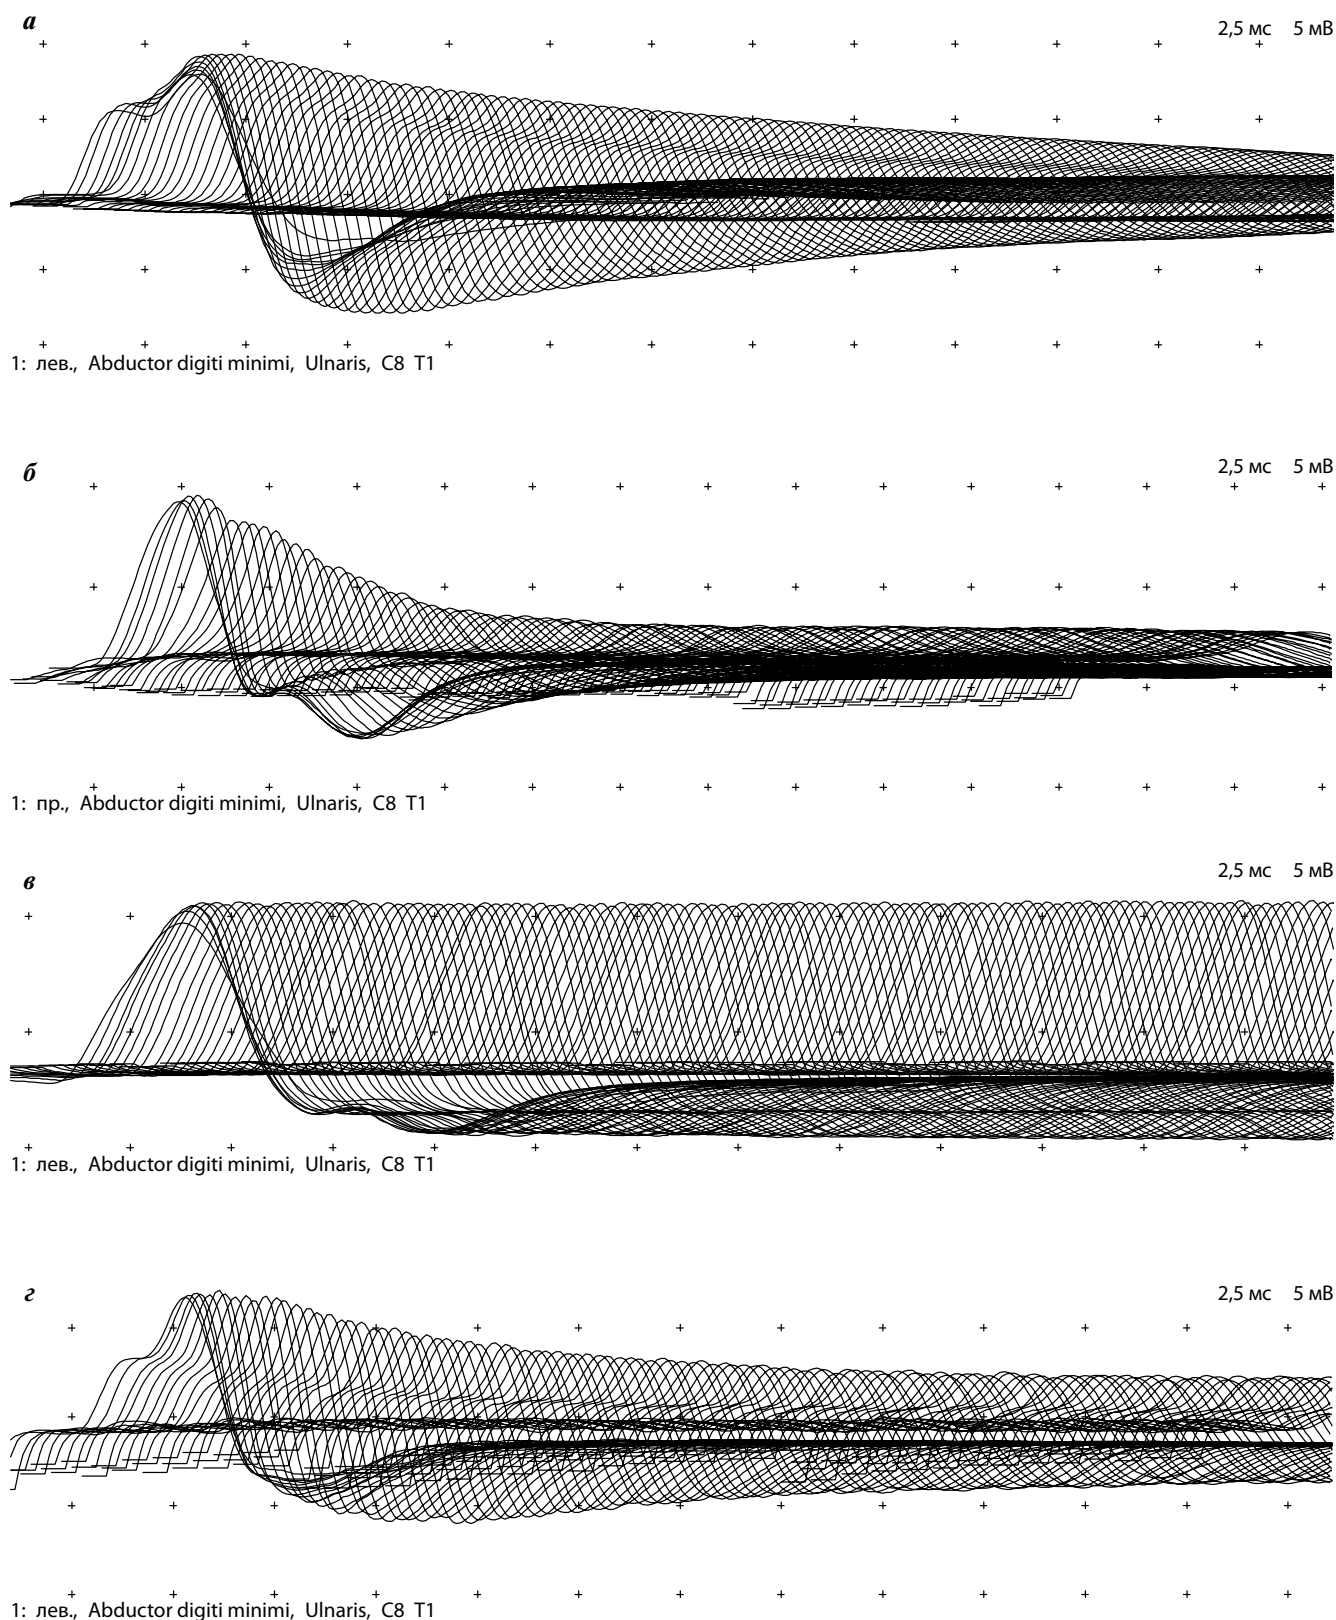 а
2,5 мс 5 мВ
1: лев., Abductor digiti minimi, Ulnaris, C8 T1
б
2,5 мс 5 мВ
1: пр., Abductor digiti minimi, Ulnaris, C8 T1
в
2,5 мс 5 мВ
1: лев., Abductor digiti minimi, Ulnaris, C8 T1
г
2,5 мс 5 мВ
1: лев., Abductor digiti minimi, Ulnaris, C8 T1